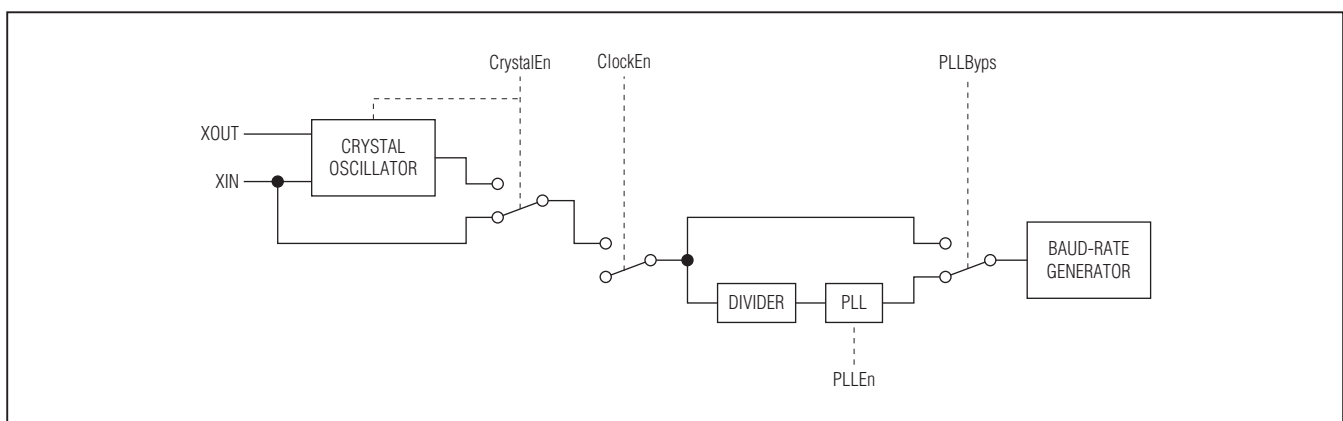 CrystalEn
ClockEn
PLLByps
XOUT
XIN
CRYSTAL
OSCILLATOR
BAUD-RATE
GENERATOR
DIVIDER
PLL
PLLEn